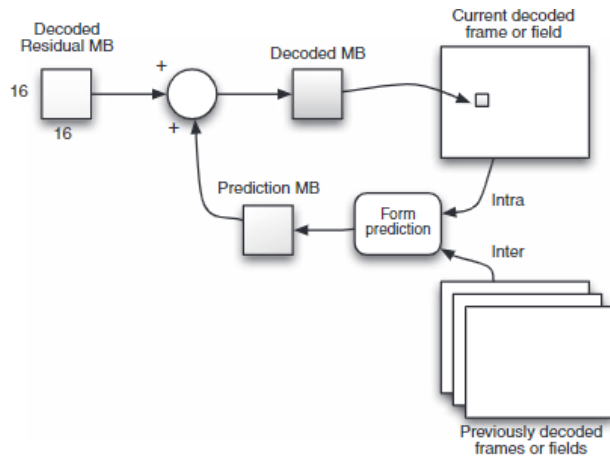 Decoded
Residual MB
Current decoded
frame or field
Decoded MB
+
16
+
16
Prediction MB
Intra
Form
prediction
Inter
Previously decoded
frames or fields